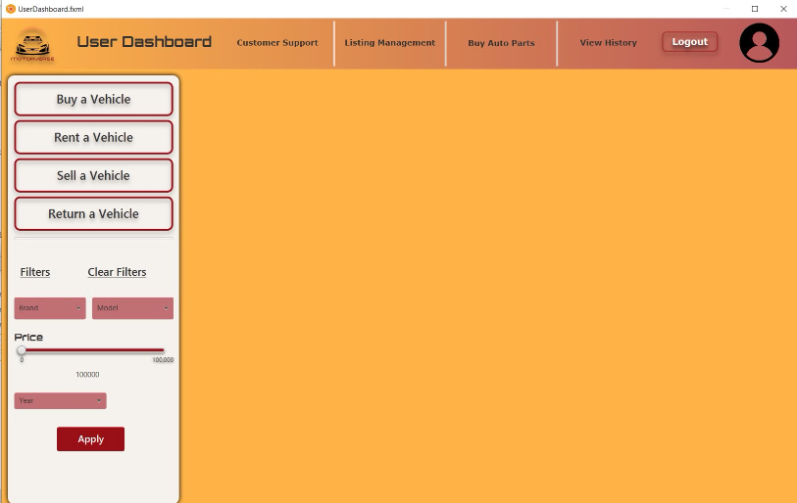 UserDashboard.fxml
MOTORVERSE
User Dashboard
Customer Support
Listing Management
Buy Auto Parts
View History
Logout
Buy a Vehicle
Rent a Vehicle
Sell a Vehicle
Return a Vehicle
Filters Clear Filters
Brand Model
Price
0 100,000
100000
Year
Apply